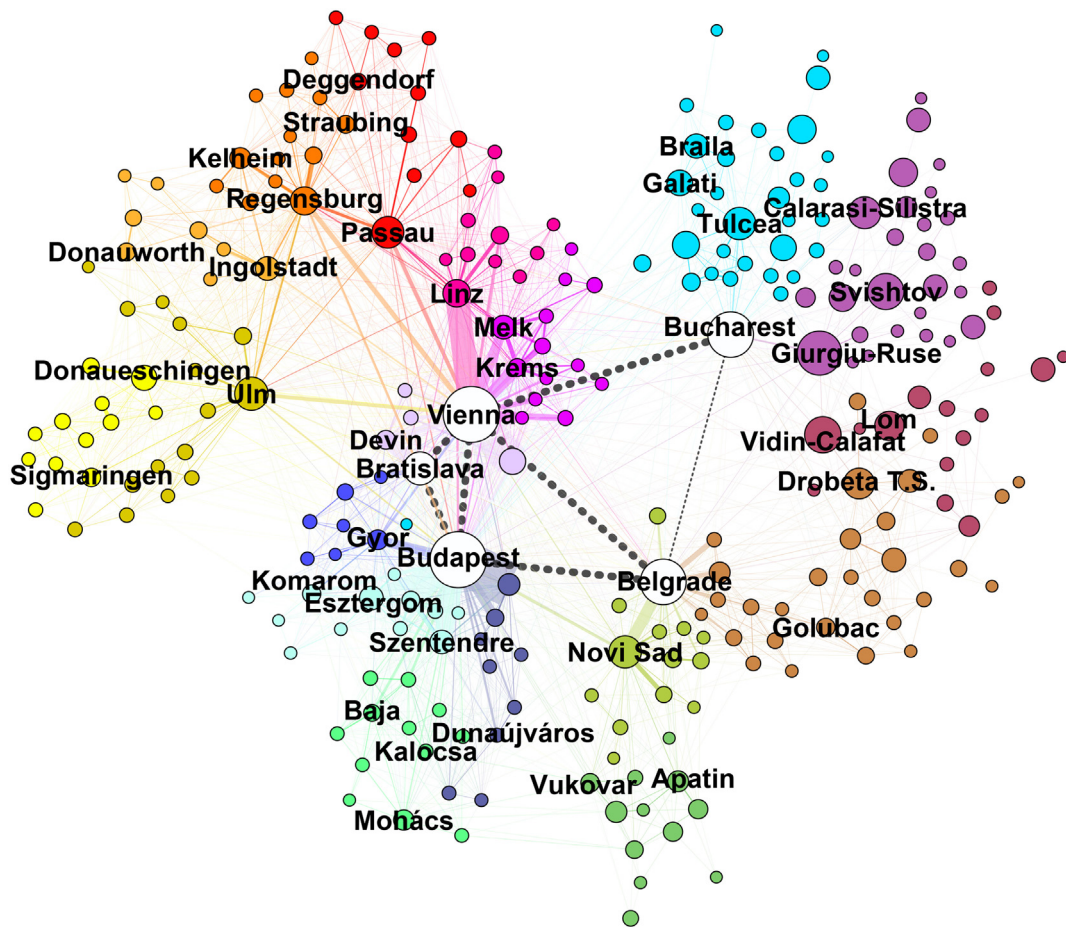 Deggendorf
Straubing
Braila
Kelheim
Galati
Regensburg
Calarasi-Silistra
Tulcea
Passau
Donauworth
Ingolstadt
Linz
Svishtov
Melk
Bucharest
Giurgiu-Ruse
Krems
Donaueschingen
Ulm
Vienna
Lom
Devin
Vidin-Calafat
Bratislava
Sigmaringen
Drobeta T.S.
Gyor
Budapest
Komarom
Belgrade
Esztergom
Golubac
Szentendre
Novi Sad
Baja
Dunaújváros
Kalocsa
Vukovar
Apatin
Mohács